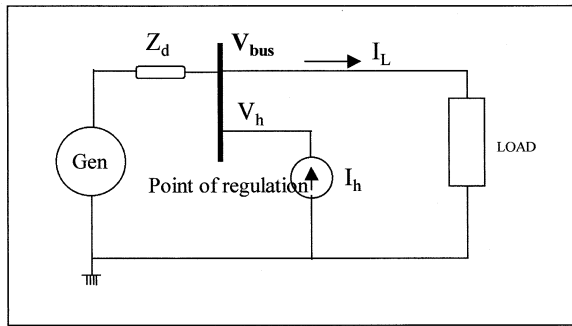 Z_d
V_bus
I_L
V_h
Gen
LOAD
Point of regulation
I_h